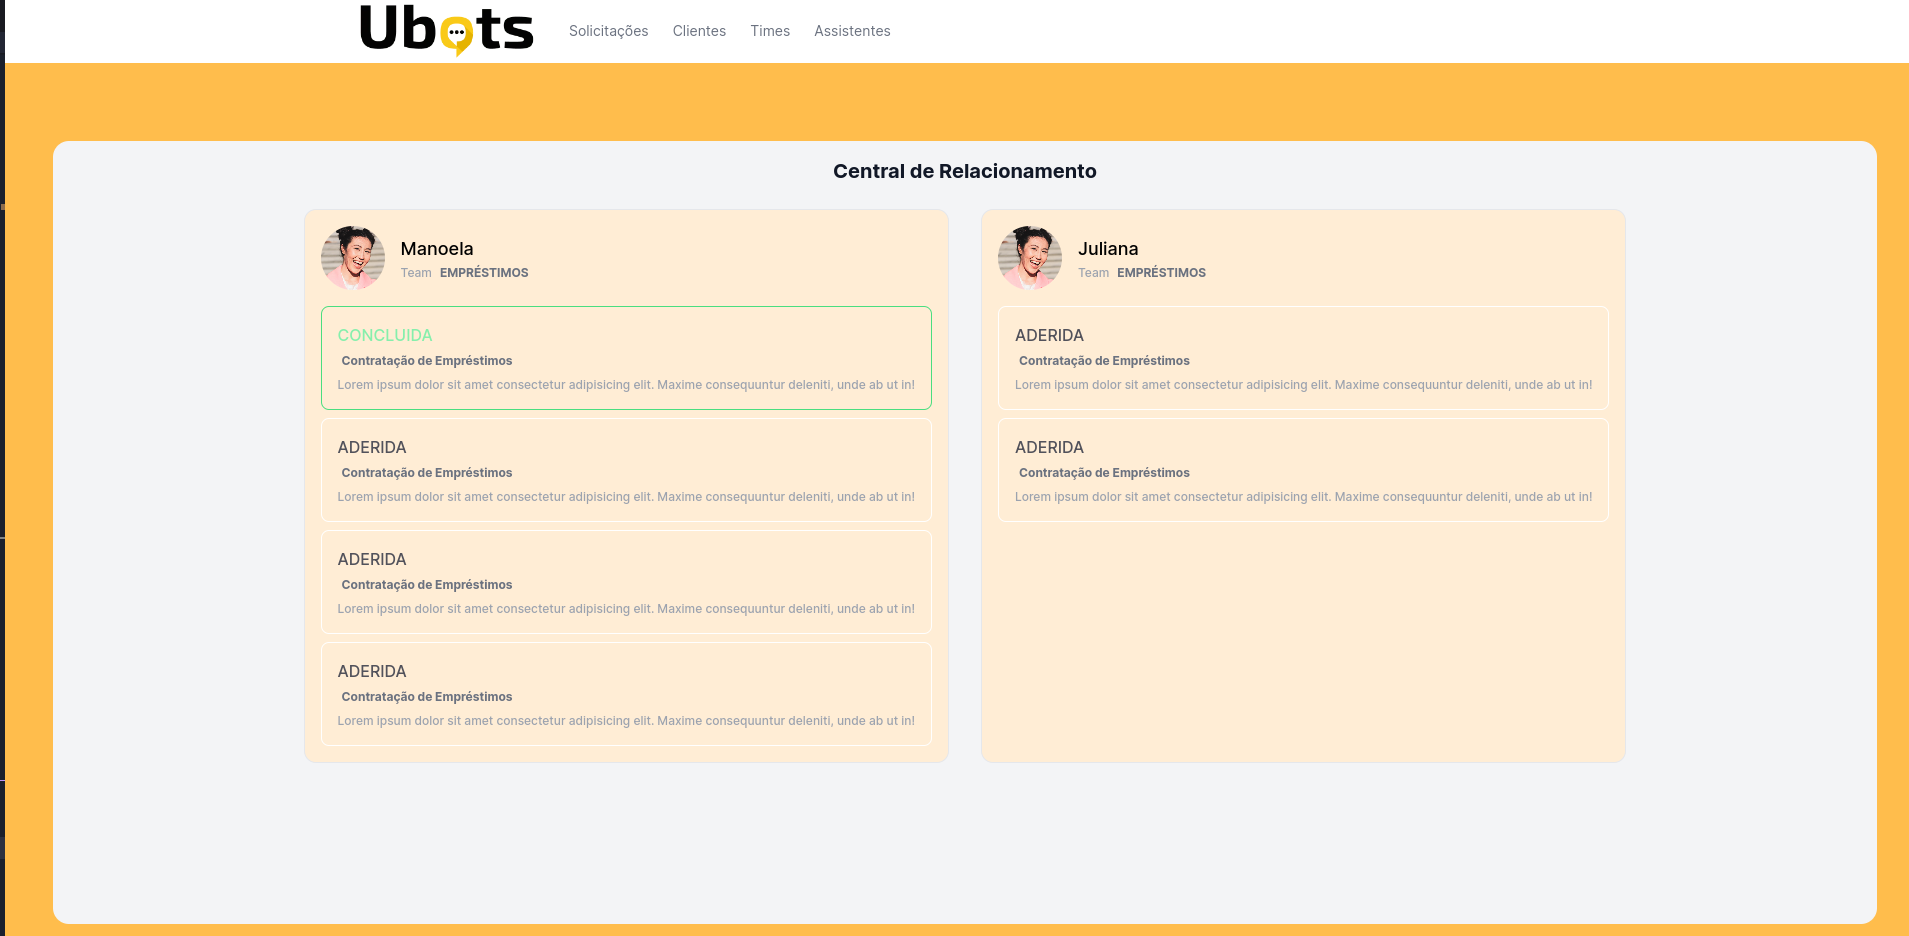 Ubots
Solicitações Clientes Times Assistentes
Central de Relacionamento
Manoela
Team EMPRÉSTIMOS
CONCLUIDA
Contratação de Empréstimos
Lorem ipsum dolor sit amet consectetur adipisicing elit. Maxime consequuntur deleniti, unde ab ut in!
ADERIDA
Contratação de Empréstimos
Lorem ipsum dolor sit amet consectetur adipisicing elit. Maxime consequuntur deleniti, unde ab ut in!
ADERIDA
Contratação de Empréstimos
Lorem ipsum dolor sit amet consectetur adipisicing elit. Maxime consequuntur deleniti, unde ab ut in!
ADERIDA
Contratação de Empréstimos
Lorem ipsum dolor sit amet consectetur adipisicing elit. Maxime consequuntur deleniti, unde ab ut in!
Juliana
Team EMPRÉSTIMOS
ADERIDA
Contratação de Empréstimos
Lorem ipsum dolor sit amet consectetur adipisicing elit. Maxime consequuntur deleniti, unde ab ut in!
ADERIDA
Contratação de Empréstimos
Lorem ipsum dolor sit amet consectetur adipisicing elit. Maxime consequuntur deleniti, unde ab ut in!